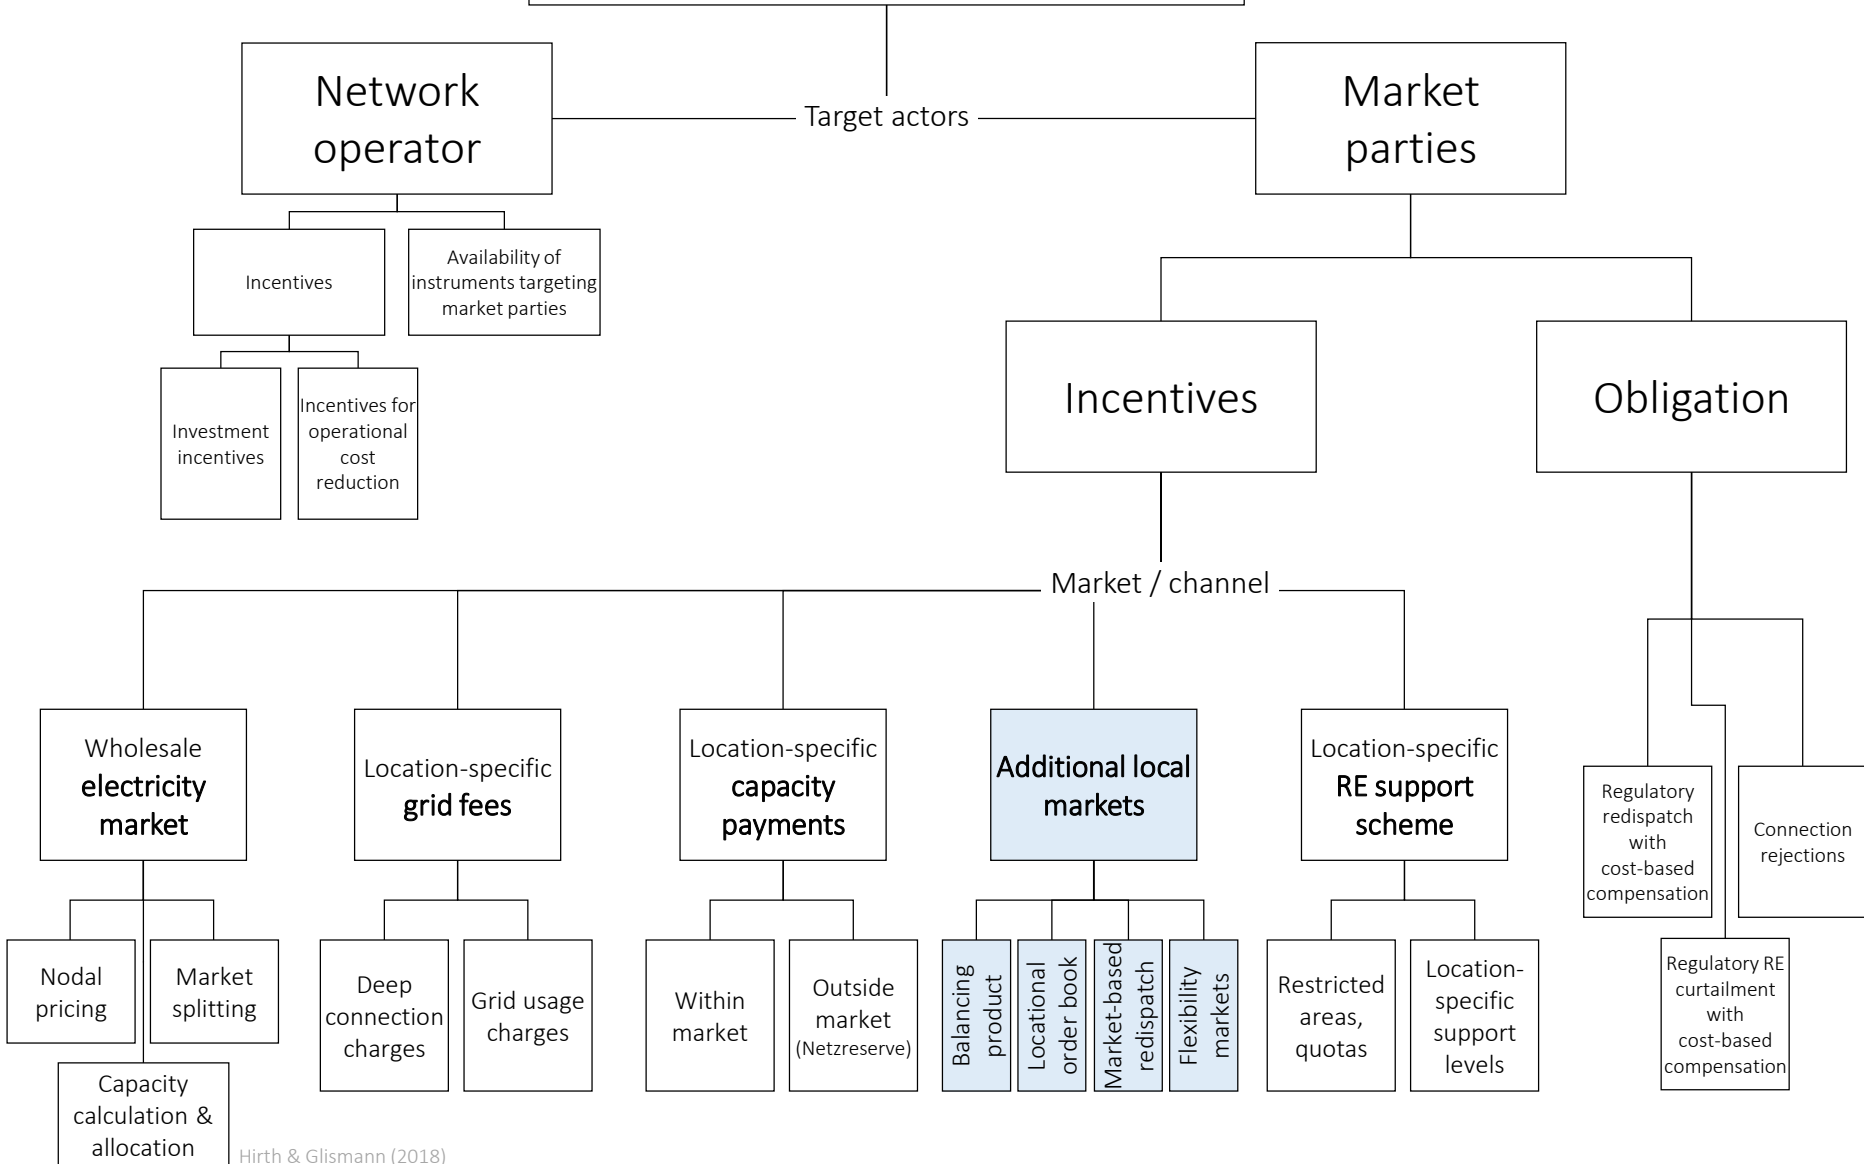 Network
operator
Target actors
Market
parties
Incentives
Availability of
instruments targeting
market parties
Investment
incentives
Incentives for
operational
cost
reduction
Incentives
Obligation
Market / channel
Wholesale
electricity
market
Location-specific
grid fees
Location-specific
capacity
payments
Additional local
markets
Location-specific
RE support
scheme
Regulatory
redispatch
with
cost-based
compensation
Connection
rejections
Nodal
pricing
Market
splitting
Capacity
calculation &
allocation
Deep
connection
charges
Grid usage
charges
Within
market
Outside
market
(Netzreserve)
Balancing
product
Locational
order book
Market-based
redispatch
Flexibility
markets
Restricted
areas,
quotas
Location-
specific
support
levels
Regulatory RE
curtailment
with
cost-based
compensation
Hirth & Glismann (2018)